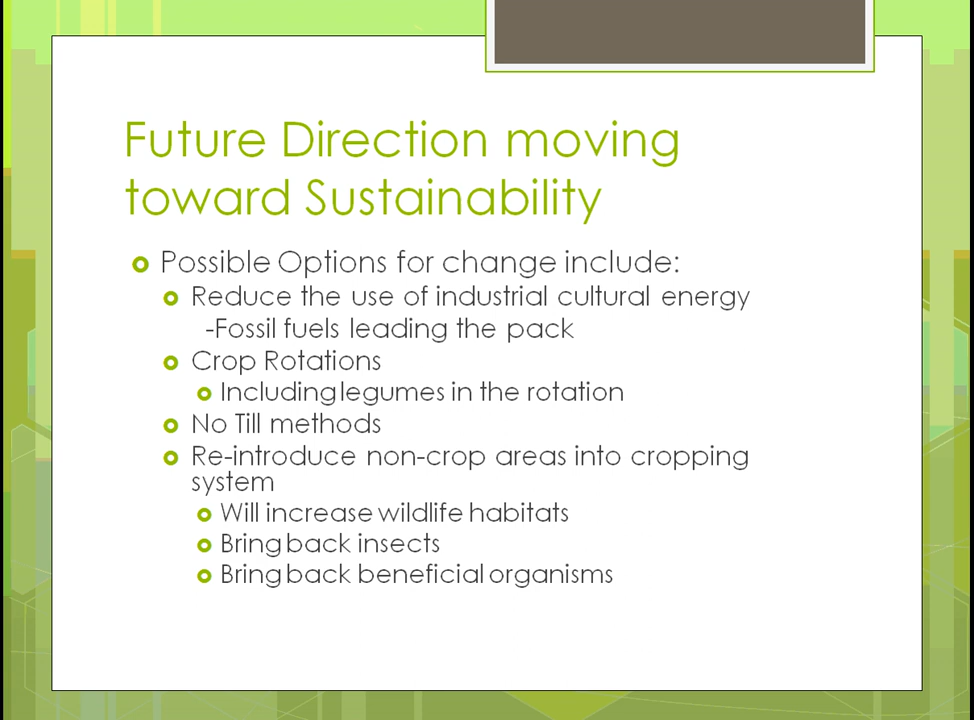 Future Direction moving
toward Sustainability
Possible Options for change include:
Reduce the use of industrial cultural energy
-Fossil fuels leading the pack
Crop Rotations
Including legumes in the rotation
No Till methods
Re-introduce non-crop areas into cropping
system
Will increase wildlife habitats
Bring back insects
Bring back beneficial organisms